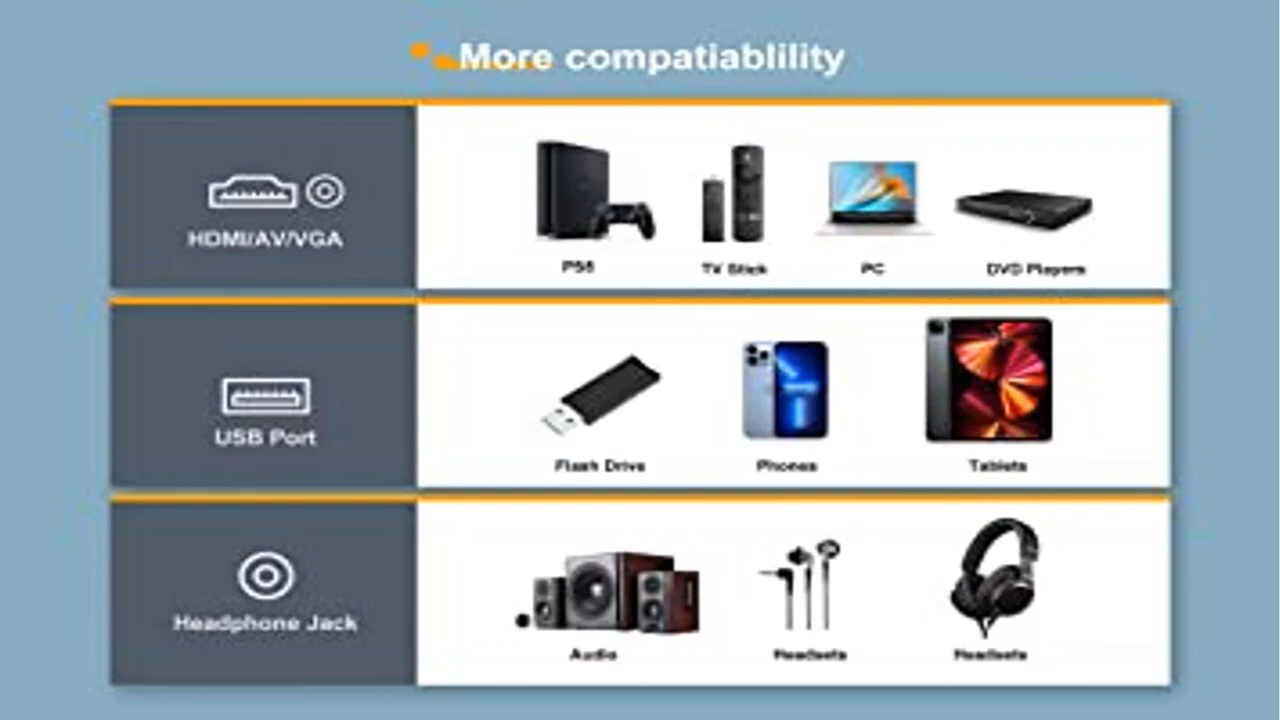 More compatiablility
HDMI/AV/VGA
TV Stick
PC
DVD Players
USB Port
Flash Drive
Phones
Tablets
Headphone Jack
Audio
Headsets
Headsets